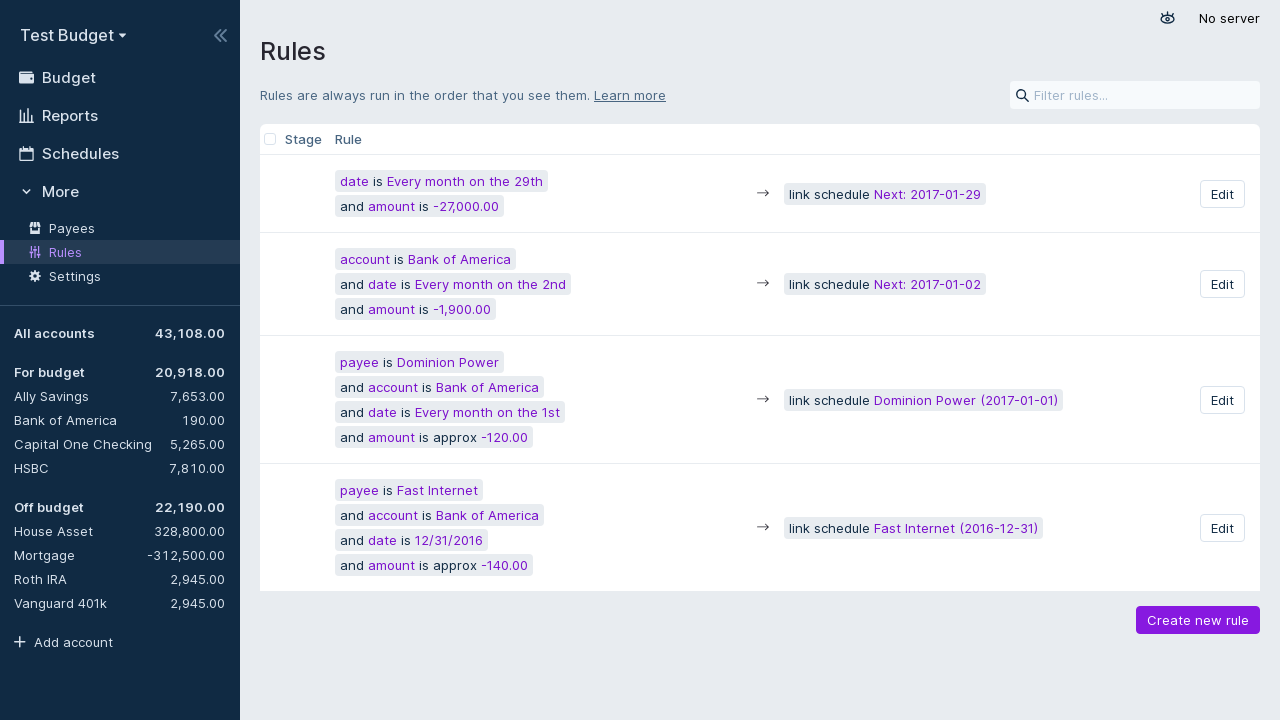 Test Budget
Budget
Reports
Schedules
More
Payees
Rules
Settings
All accounts 43,108.00
For budget 20,918.00
Ally Savings 7,653.00
Bank of America 190.00
Capital One Checking 5,265.00
HSBC 7,810.00
Off budget 22,190.00
House Asset 328,800.00
Mortgage -312,500.00
Roth IRA 2,945.00
Vanguard 401k 2,945.00
Add account
No server
Rules
Rules are always run in the order that you see them. Learn more
Filter rules...
Stage Rule
date is Every month on the 29th
and amount is -27,000.00
→ link schedule Next: 2017-01-29
Edit
account is Bank of America
and date is Every month on the 2nd
and amount is -1,900.00
→ link schedule Next: 2017-01-02
Edit
payee is Dominion Power
and account is Bank of America
and date is Every month on the 1st
and amount is approx -120.00
→ link schedule Dominion Power (2017-01-01)
Edit
payee is Fast Internet
and account is Bank of America
and date is 12/31/2016
and amount is approx -140.00
→ link schedule Fast Internet (2016-12-31)
Edit
Create new rule